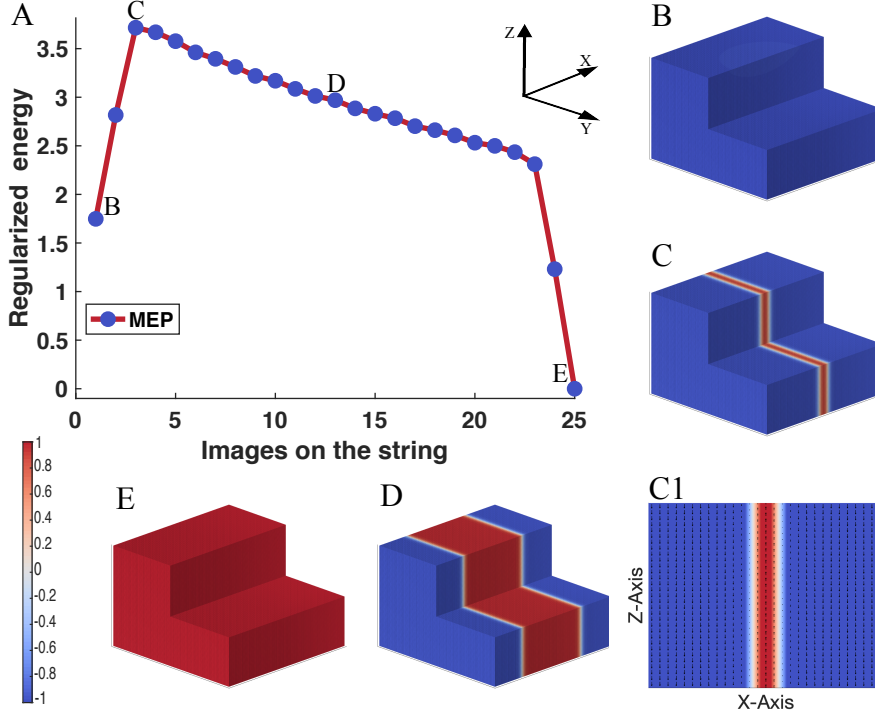 A
C
B
D
E
Regularized energy
3.5
3
2.5
2
1.5
1
0.5
0
MEP
0
5
10
15
20
25
Images on the string
Z
X
Y
B
C
1
0.8
0.6
0.4
0.2
0
-0.2
-0.4
-0.6
-0.8
-1
E
D
C1
Z-Axis
X-Axis